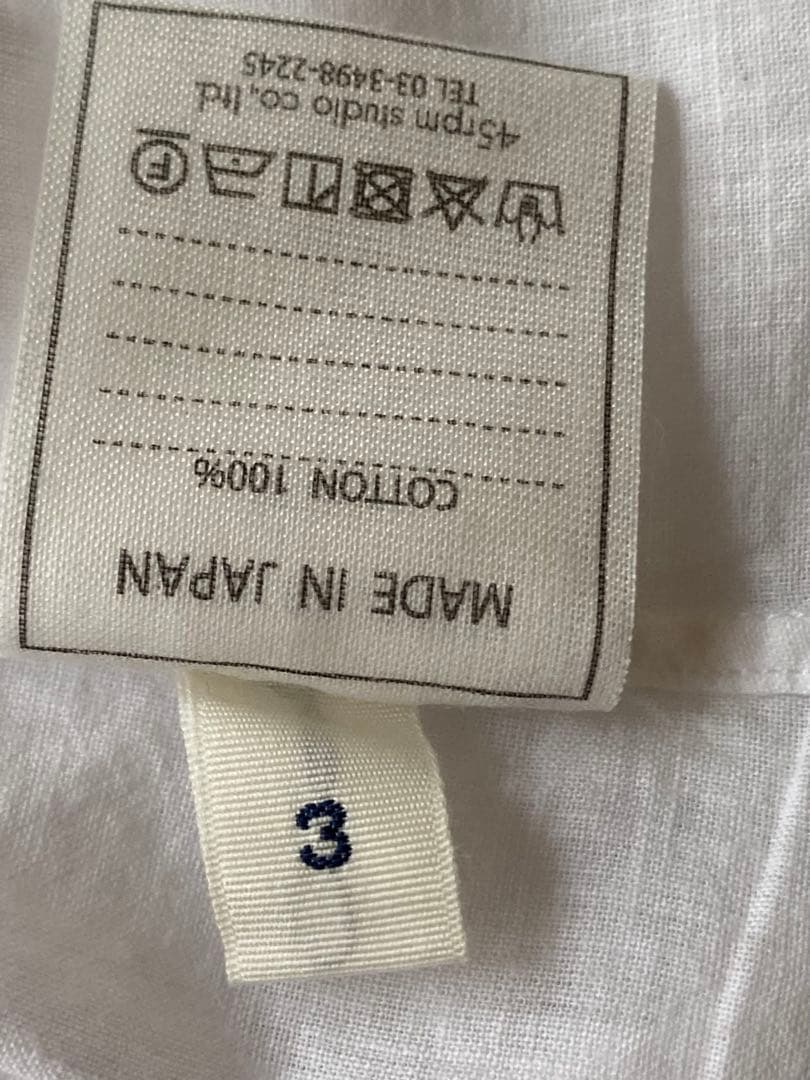 MADE IN JAPAN
COTTON 100%
F
45rpm studio co.,ltd.
TEL 03-3498-2245
3